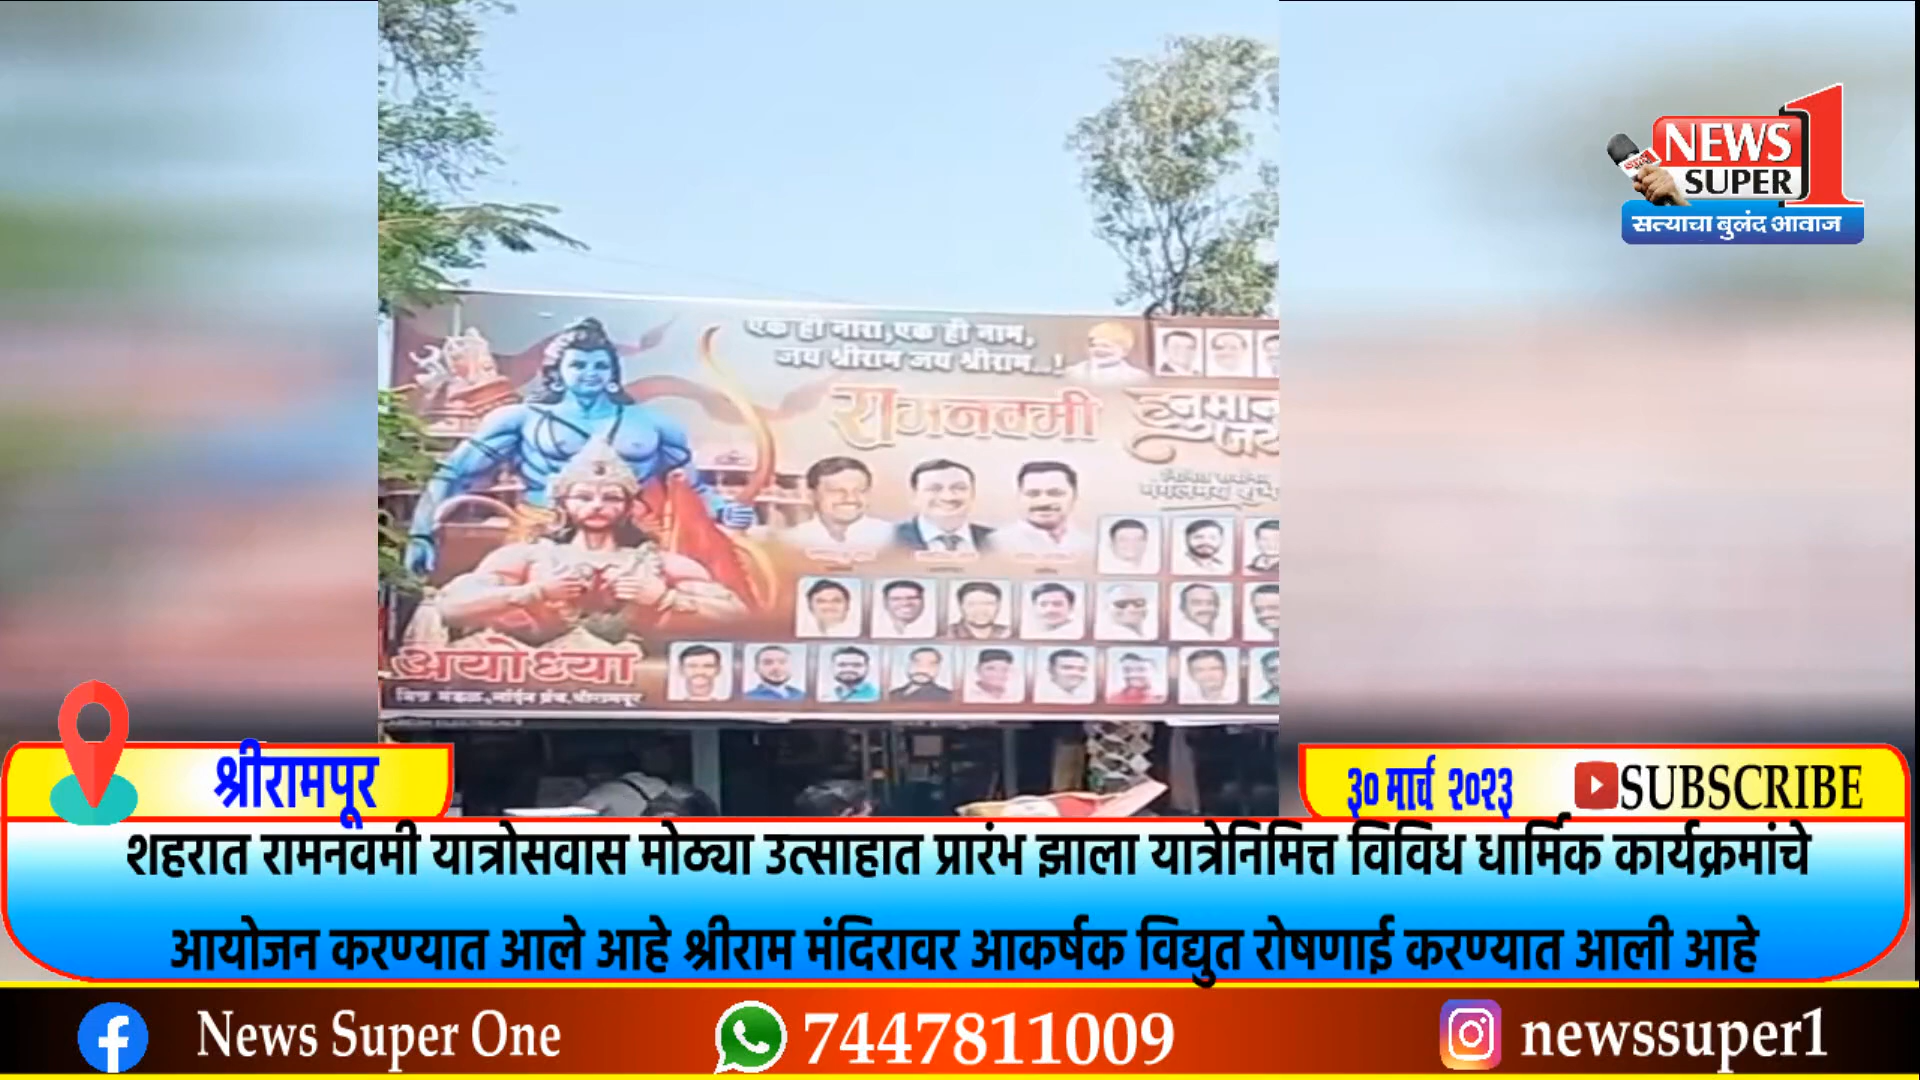 NEWS 1
SUPER
सत्याचा बुलंद आवाज
एक ही नारा,एक ही नाम,
जय श्रीराम जय श्रीराम...!
रामनवमी
हनुमान
अयोध्या
मित्र मंडळ
श्रीरामपूर
३० मार्च २०२३
SUBSCRIBE
शहरात रामनवमी यात्रोसवास मोठ्या उत्साहात प्रारंभ झाला यात्रेनिमित्त विविध धार्मिक कार्यक्रमांचे
आयोजन करण्यात आले आहे श्रीराम मंदिरावर आकर्षक विद्युत रोषणाई करण्यात आली आहे
News Super One
7447811009
newssuper1